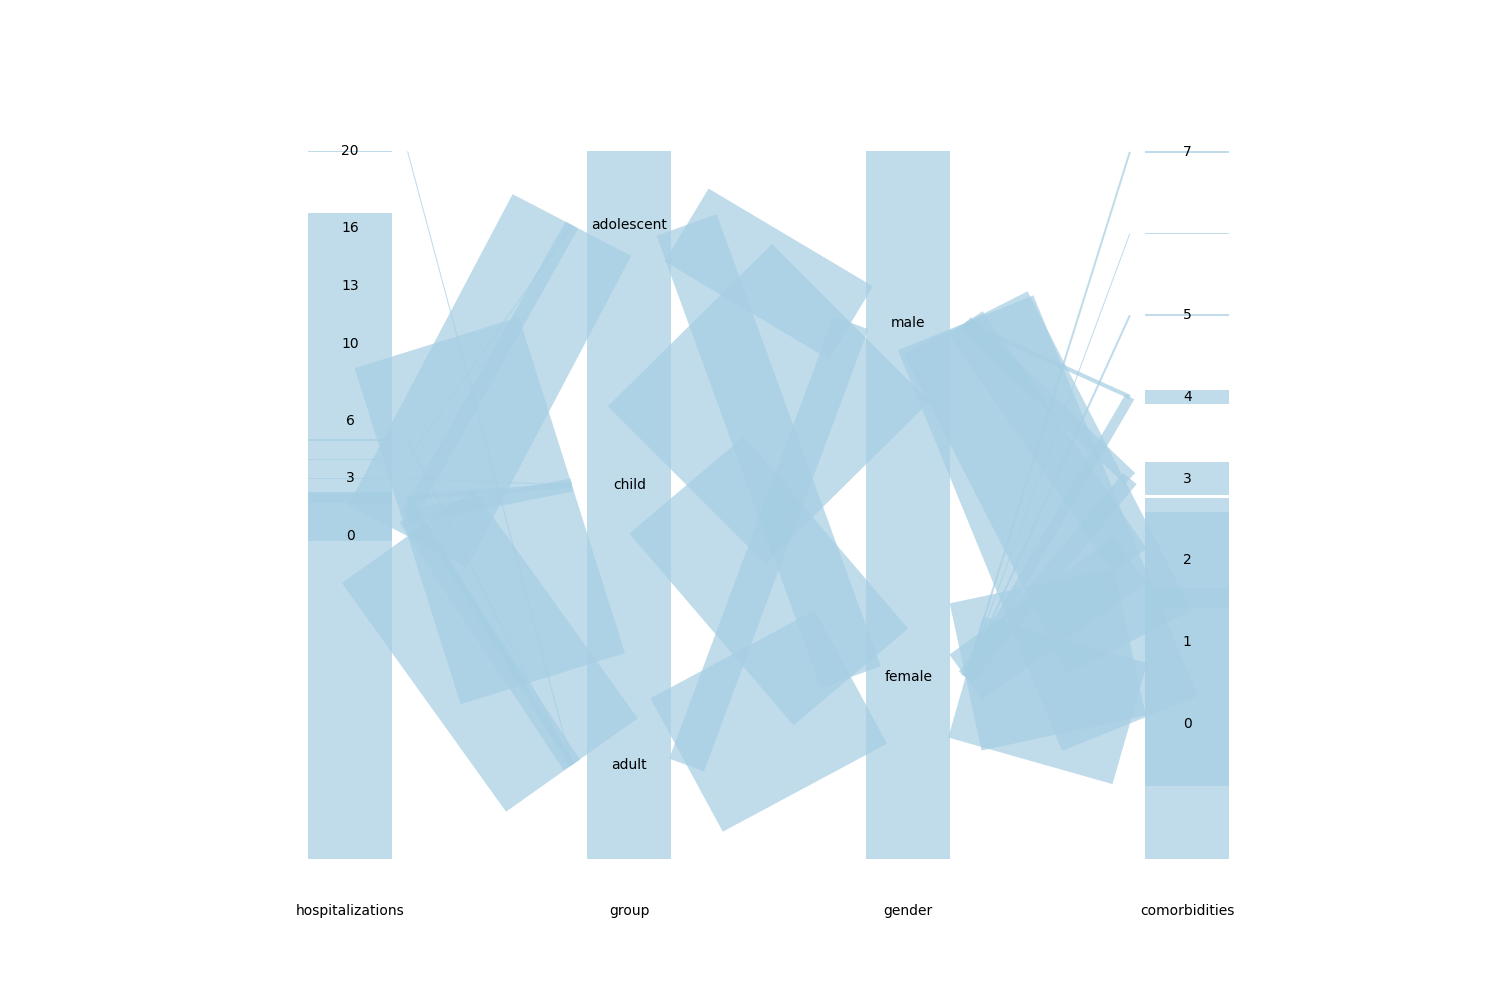 20
16
13
10
6
3
0
adolescent
child
adult
male
female
7
5
4
3
2
1
0
hospitalizations
group
gender
comorbidities